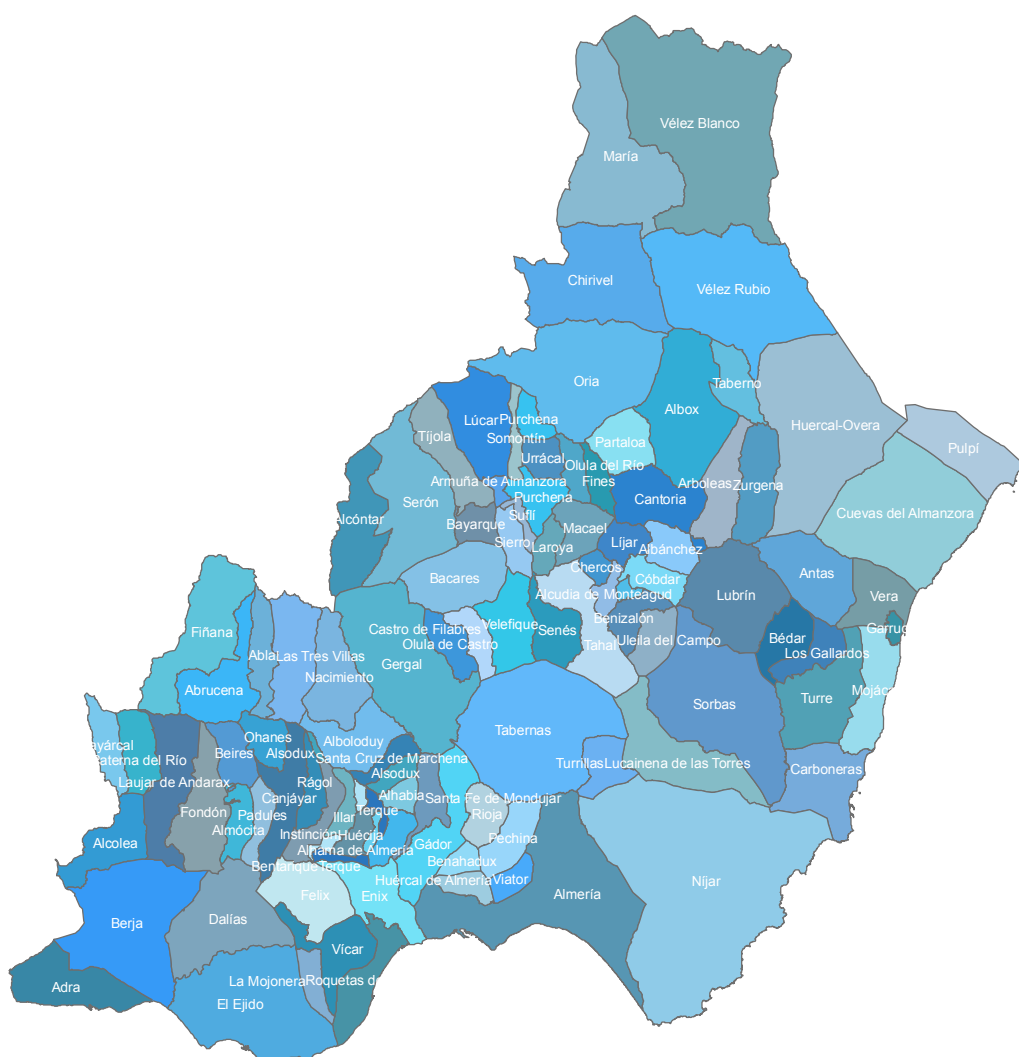 Vélez Blanco
María
Chirivel
Vélez Rubio
Oria
Taberno
Albox
Lúcar
Purchena
Somontín
Huercal-Overa
Tíjola
Partaloa
Pulpí
Urrácal
Olula del Río
Armuña de Almanzora
Fines
Arboleas
Zurgena
Serón
Purchena
Cantoria
Cuevas del Almanzora
Alcóntar
Suflí
Bayarque
Macael
Sierro
Laroya
Líjar
Albánchez
Chercos
Antas
Bacares
Cóbdar
Alcudia de Monteagud
Lubrín
Vera
Benizalón
Velefique
Castro de Filabres
Senés
Garruc
Fiñana
Olula de Castro
Tahal
Uleila del Campo
Bédar
Abla
Las Tres Villas
Gergal
Los Gallardos
Nacimiento
Abrucena
Mojácar
Turre
Sorbas
Tabernas
Ohanes
Alboloduy
ayárcal
Beires
Alsodux
Santa Cruz de Marchena
Paterna del Río
Turrillas
Lucainena de las Torres
Carboneras
Alsodux
Laujar de Andarax
Rágol
Alhabia
Canjáyar
Santa Fe de Mondujar
Fondón
Padules
Illar
Terque
Rioja
Almócita
Instinción
Huécija
Pechina
Alcolea
Alhama de Almería
Gádor
Bentarique
Terque
Benahadux
Huércal de Almería
Viator
Níjar
Felix
Enix
Almería
Berja
Dalías
Vícar
La Mojonera
Roquetas d
Adra
El Ejido